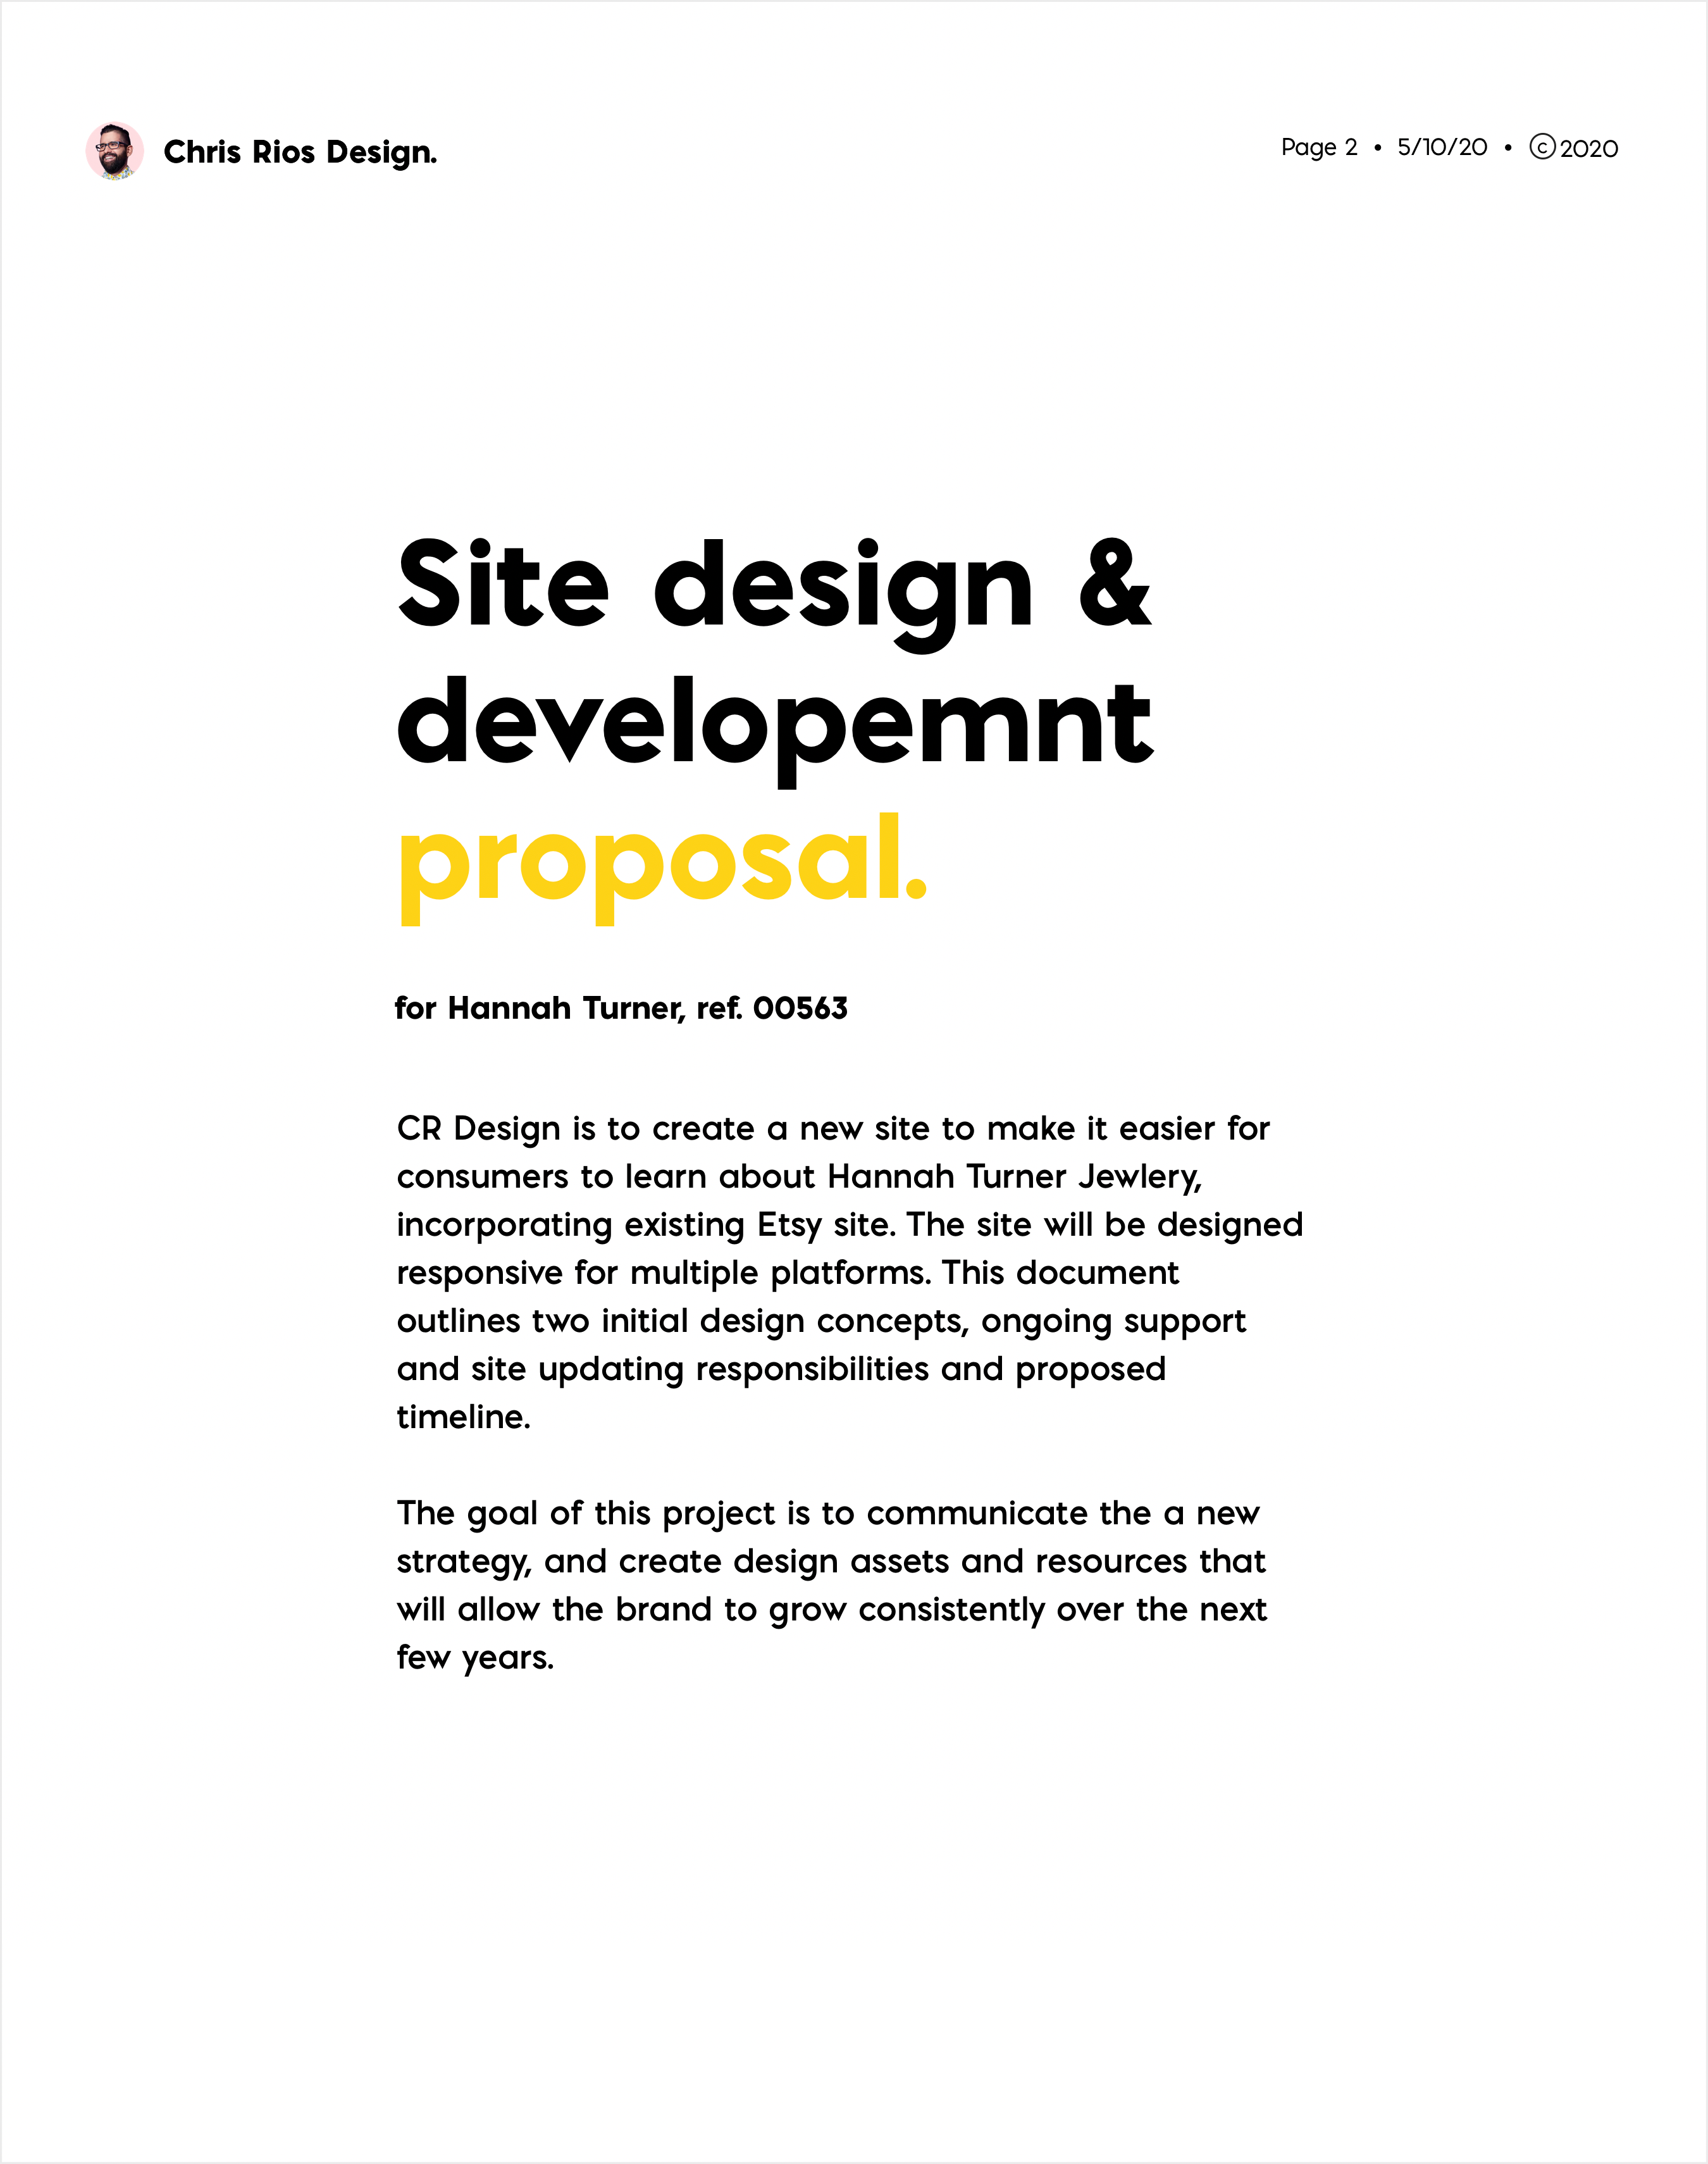 Chris Rios Design.
Page 2 • 5/10/20 • ©2020
Site design &
developemnt
proposal.
for Hannah Turner, ref. 00563
CR Design is to create a new site to make it easier for
consumers to learn about Hannah Turner Jewlery,
incorporating existing Etsy site. The site will be designed
responsive for multiple platforms. This document
outlines two initial design concepts, ongoing support
and site updating responsibilities and proposed
timeline.
The goal of this project is to communicate the a new
strategy, and create design assets and resources that
will allow the brand to grow consistently over the next
few years.